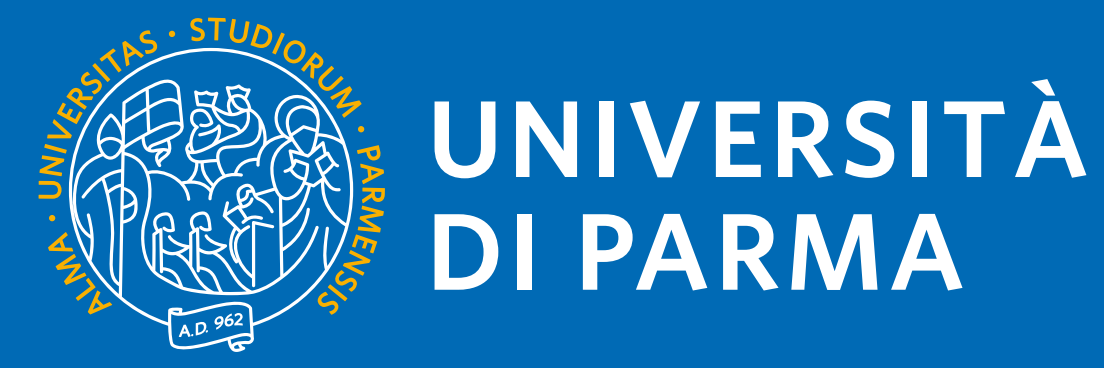 ALMA · UNIVERSITAS · STUDIORUM · PARMENSIS
A.D. 962
UNIVERSITÀ
DI PARMA